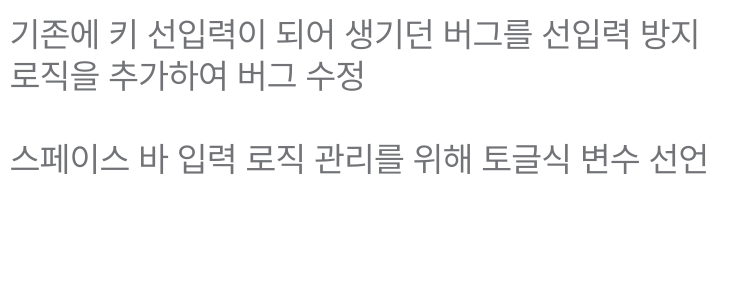 기존에 키 선입력이 되어 생기던 버그를 선입력 방지
로직을 추가하여 버그 수정
스페이스 바 입력 로직 관리를 위해 토글식 변수 선언